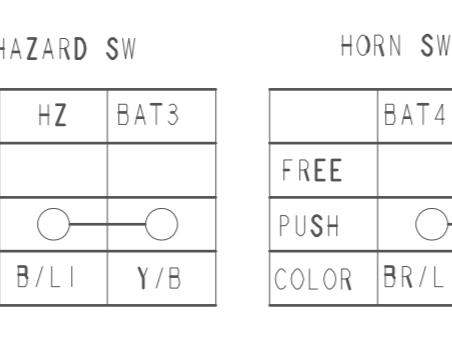 HAZARD SW
HORN SW
HZ BAT3
BAT4
FREE
PUSH
B/LI Y/B
COLOR BR/L